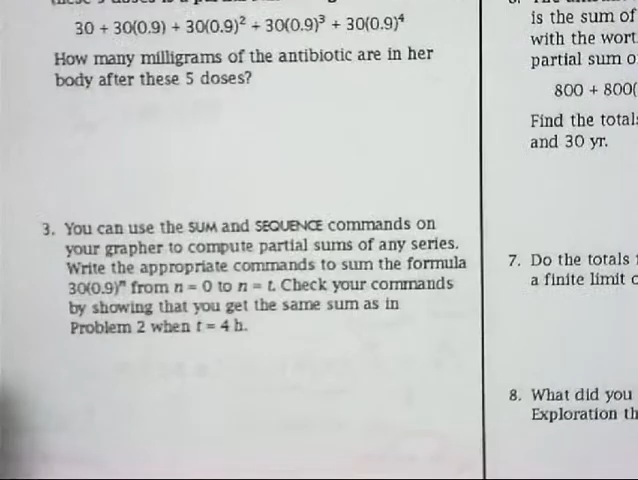 30 + 30(0.9) + 30(0.9)² + 30(0.9)³ + 30(0.9)⁴
How many milligrams of the antibiotic are in her
body after these 5 doses?
3. You can use the SUM and SEQUENCE commands on
your grapher to compute partial sums of any series.
Write the appropriate commands to sum the formula
30(0.9)ⁿ from n = 0 to n = t. Check your commands
by showing that you get the same sum as in
Problem 2 when t = 4 h.
is the sum of
with the
partial sum
800 + 800(
Find the
and 30 yr.
7. Do the totals
a finite limit
8. What did you
Exploration